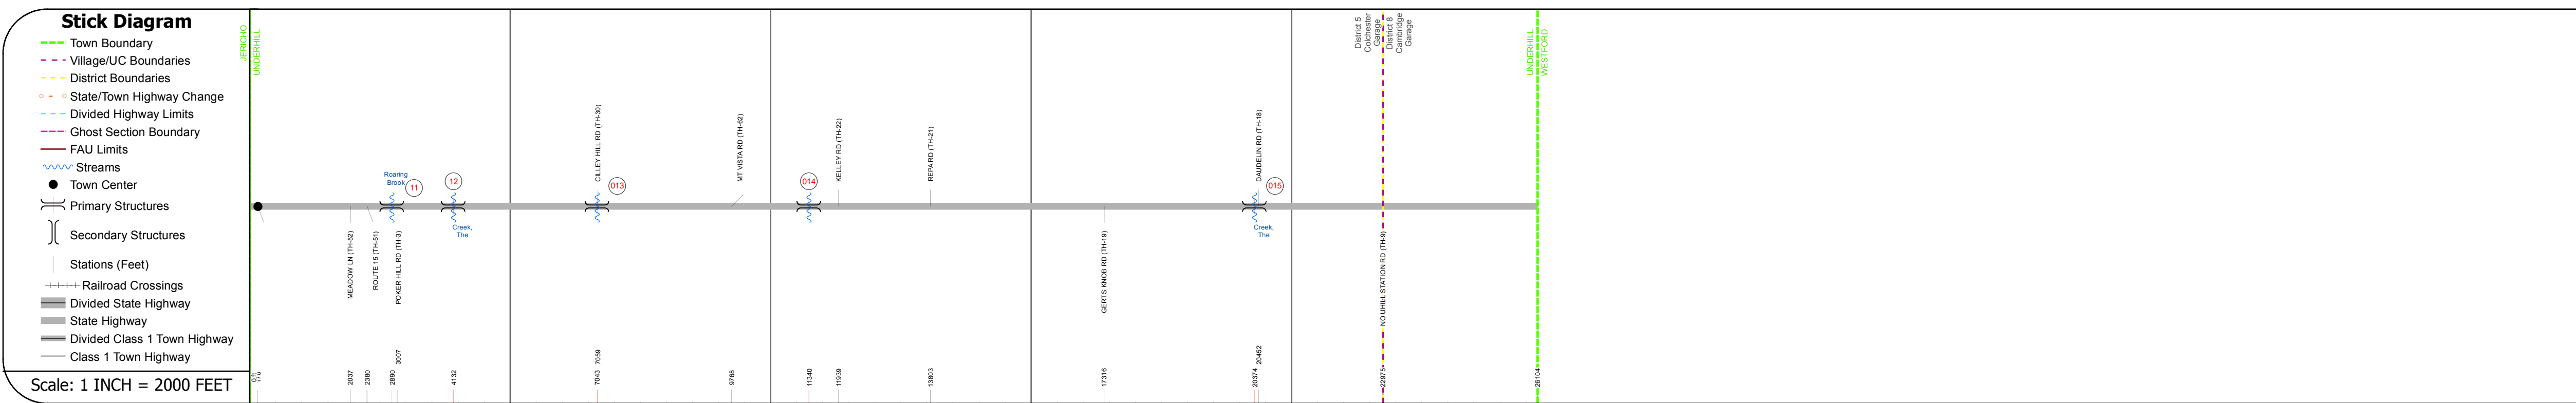 Stick Diagram
Town Boundary
Village/UC Boundaries
District Boundaries
State/Town Highway Change
Divided Highway Limits
Ghost Section Boundary
FAU Limits
Streams
Town Center
Primary Structures
Secondary Structures
Stations (Feet)
Railroad Crossings
Divided State Highway
State Highway
Divided Class 1 Town Highway
Class 1 Town Highway
Scale: 1 INCH = 2000 FEET
JERICHO
UNDERHILL
MEADOW LN (TH-52)
ROUTE 15 (TH-51)
Roaring
Brook
11
POKER HILL RD (TH-3)
12
Creek,
The
CILLEY HILL RD (TH-30)
013
MT VISTA RD (TH-62)
014
KELLEY RD (TH-22)
REPA RD (TH-21)
GERTS KNOB RD (TH-19)
DAUDELIN RD (TH-18)
015
Creek,
The
District 5
Colchester
Garage
District 8
Cambridge
Garage
NO UHILL STATION RD (TH-9)
UNDERHILL
WESTFORD
0 ft
2037
2380
2890
3007
4132
7043
7059
9768
11340
11939
13803
17316
20374
20452
22975
26104